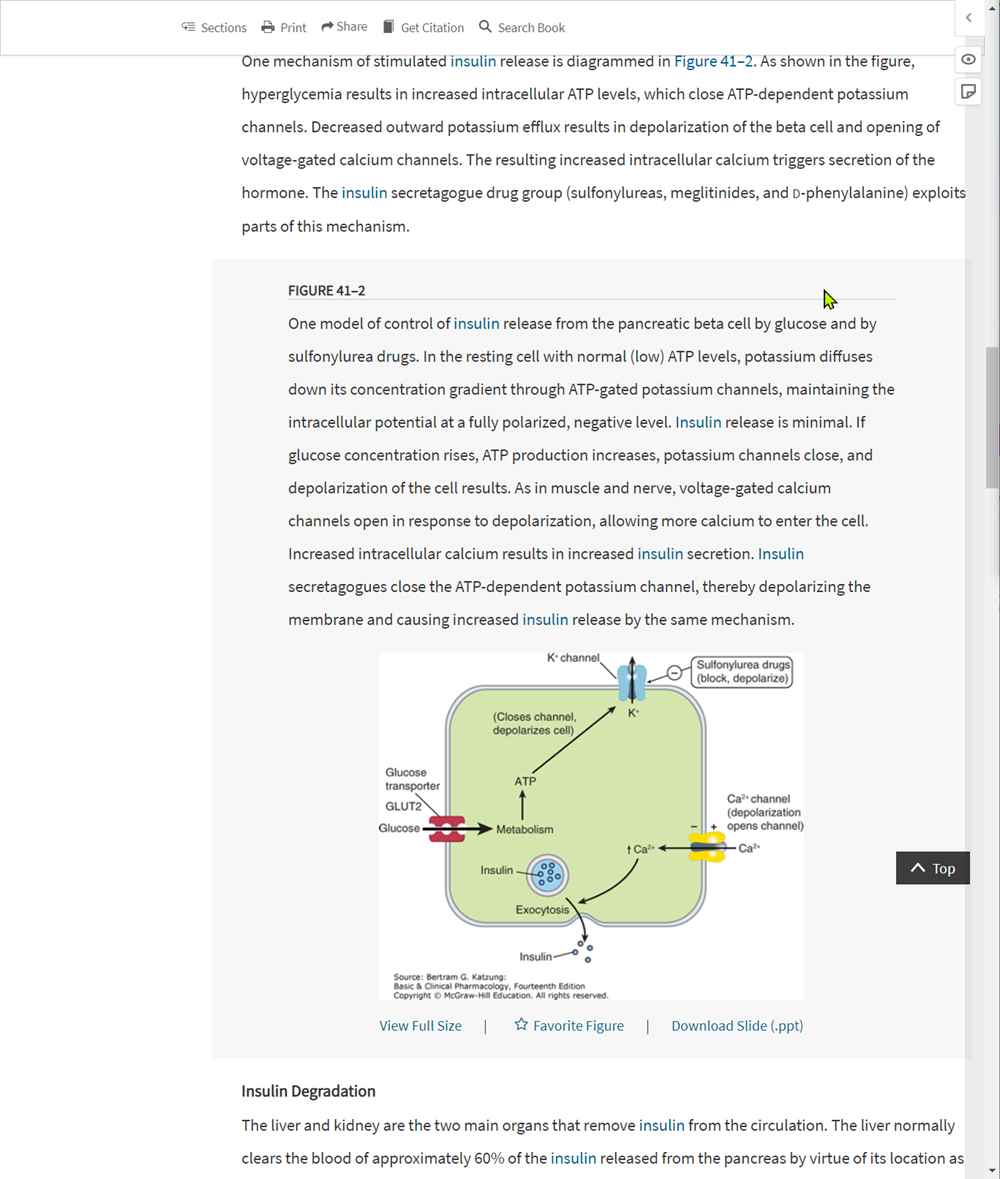 Sections Print Share Get Citation Search Book
One mechanism of stimulated insulin release is diagrammed in Figure 41–2. As shown in the figure,
hyperglycemia results in increased intracellular ATP levels, which close ATP-dependent potassium
channels. Decreased outward potassium efflux results in depolarization of the beta cell and opening of
voltage-gated calcium channels. The resulting increased intracellular calcium triggers secretion of the
hormone. The insulin secretagogue drug group (sulfonylureas, meglitinides, and D-phenylalanine) exploits
parts of this mechanism.
FIGURE 41–2
One model of control of insulin release from the pancreatic beta cell by glucose and by
sulfonylurea drugs. In the resting cell with normal (low) ATP levels, potassium diffuses
down its concentration gradient through ATP-gated potassium channels, maintaining the
intracellular potential at a fully polarized, negative level. Insulin release is minimal. If
glucose concentration rises, ATP production increases, potassium channels close, and
depolarization of the cell results. As in muscle and nerve, voltage-gated calcium
channels open in response to depolarization, allowing more calcium to enter the cell.
Increased intracellular calcium results in increased insulin secretion. Insulin
secretagogues close the ATP-dependent potassium channel, thereby depolarizing the
membrane and causing increased insulin release by the same mechanism.
K⁺ channel
Sulfonylurea drugs
(block, depolarize)
−
K⁺
(Closes channel,
depolarizes cell)
ATP
Glucose
transporter
GLUT2
Glucose
Metabolism
Ca²⁺ channel
(depolarization
opens channel)
− +
↑ Ca²⁺
Ca²⁺
Insulin
Exocytosis
Insulin
Source: Bertram G. Katzung:
Basic & Clinical Pharmacology, Fourteenth Edition
Copyright © McGraw-Hill Education. All rights reserved.
Top
View Full Size | Favorite Figure | Download Slide (.ppt)
Insulin Degradation
The liver and kidney are the two main organs that remove insulin from the circulation. The liver normally
clears the blood of approximately 60% of the insulin released from the pancreas by virtue of its location as